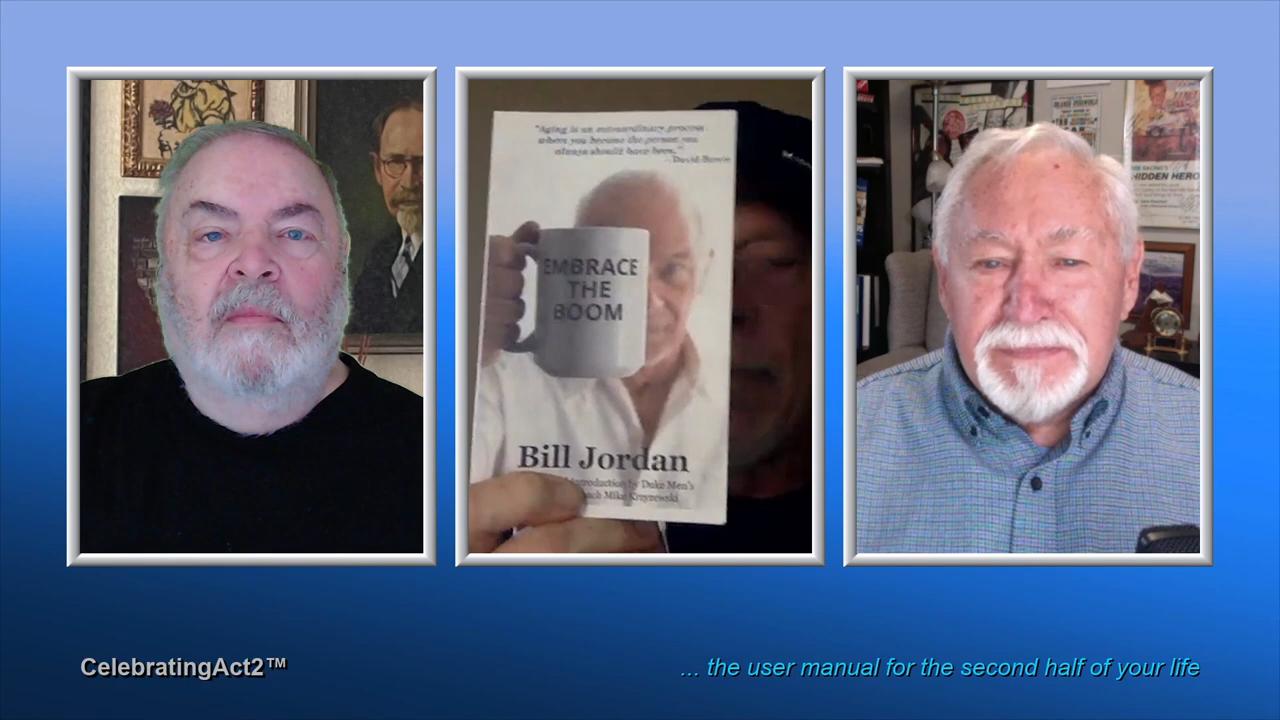 "Aging is an extraordinary process
where you become the person you
always should have been."
- David Bowie
EMBRACE
THE
BOOM
Bill Jordan
Introduction by Duke Men's
Mike Krzyzewski
HIDDEN HERO
CelebratingAct2™
... the user manual for the second half of your life